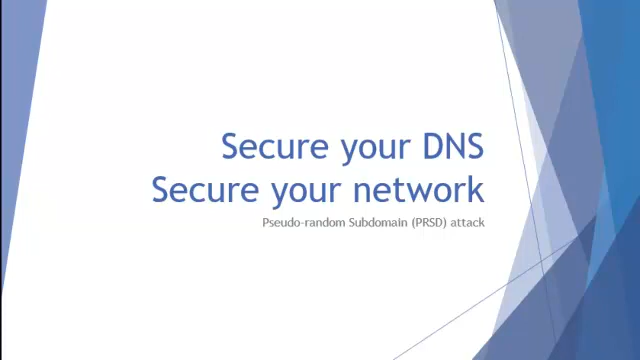 Secure your DNS
Secure your network
Pseudo-random Subdomain (PRSD) attack